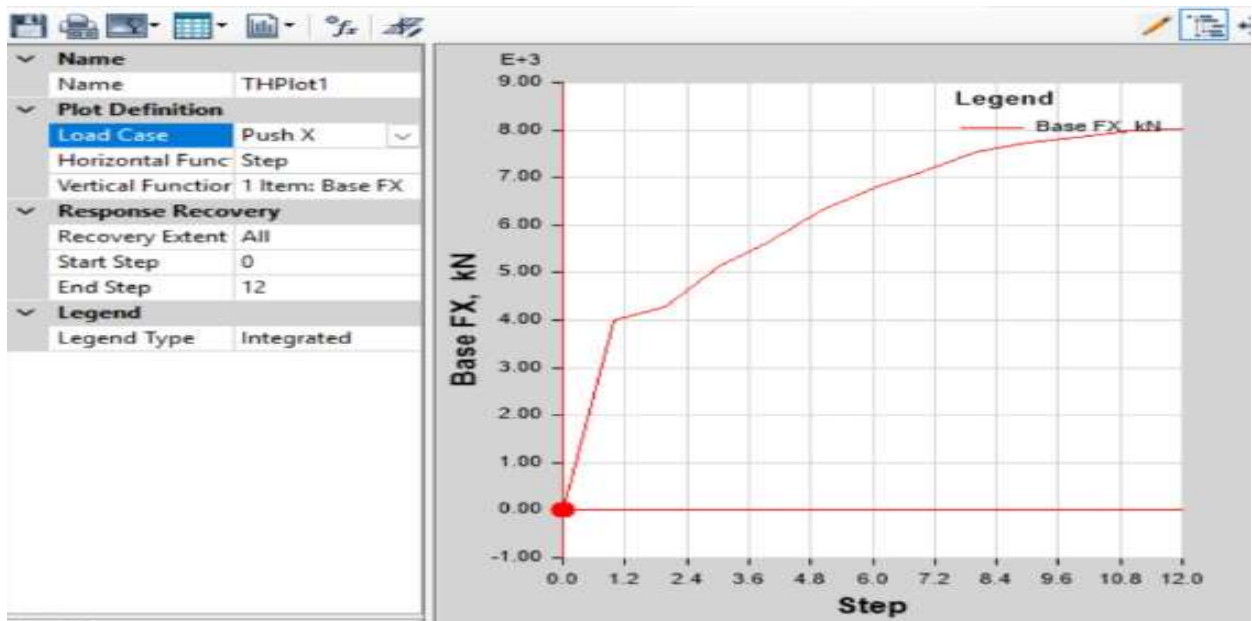 Name
Name THPlot1
Plot Definition
Load Case Push X
Horizontal Func Step
Vertical Function 1 Item: Base FX
Response Recovery
Recovery Extent All
Start Step 0
End Step 12
Legend
Legend Type Integrated
E+3
9.00
8.00
7.00
6.00
5.00
4.00
3.00
2.00
1.00
0.00
-1.00
Base FX, kN
Legend
Base FX, kN
0.0 1.2 2.4 3.6 4.8 6.0 7.2 8.4 9.6 10.8 12.0
Step